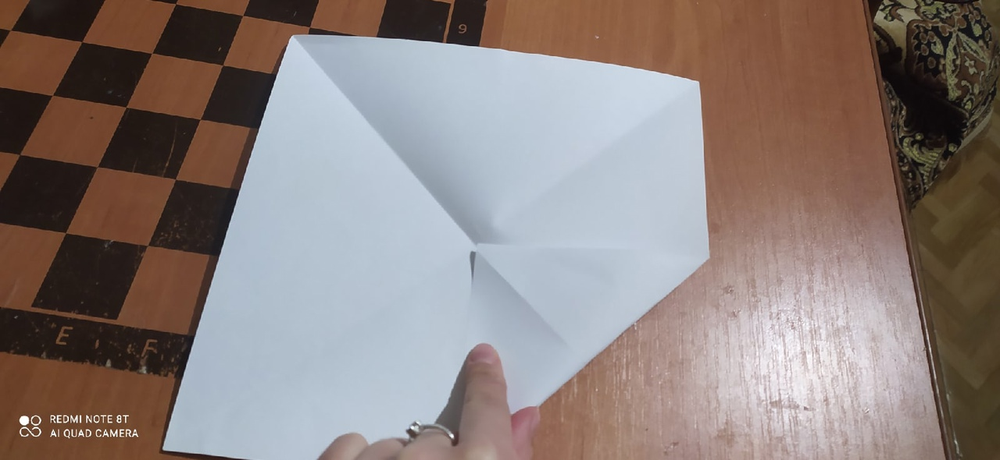 9
E F
REDMI NOTE 8T
AI QUAD CAMERA